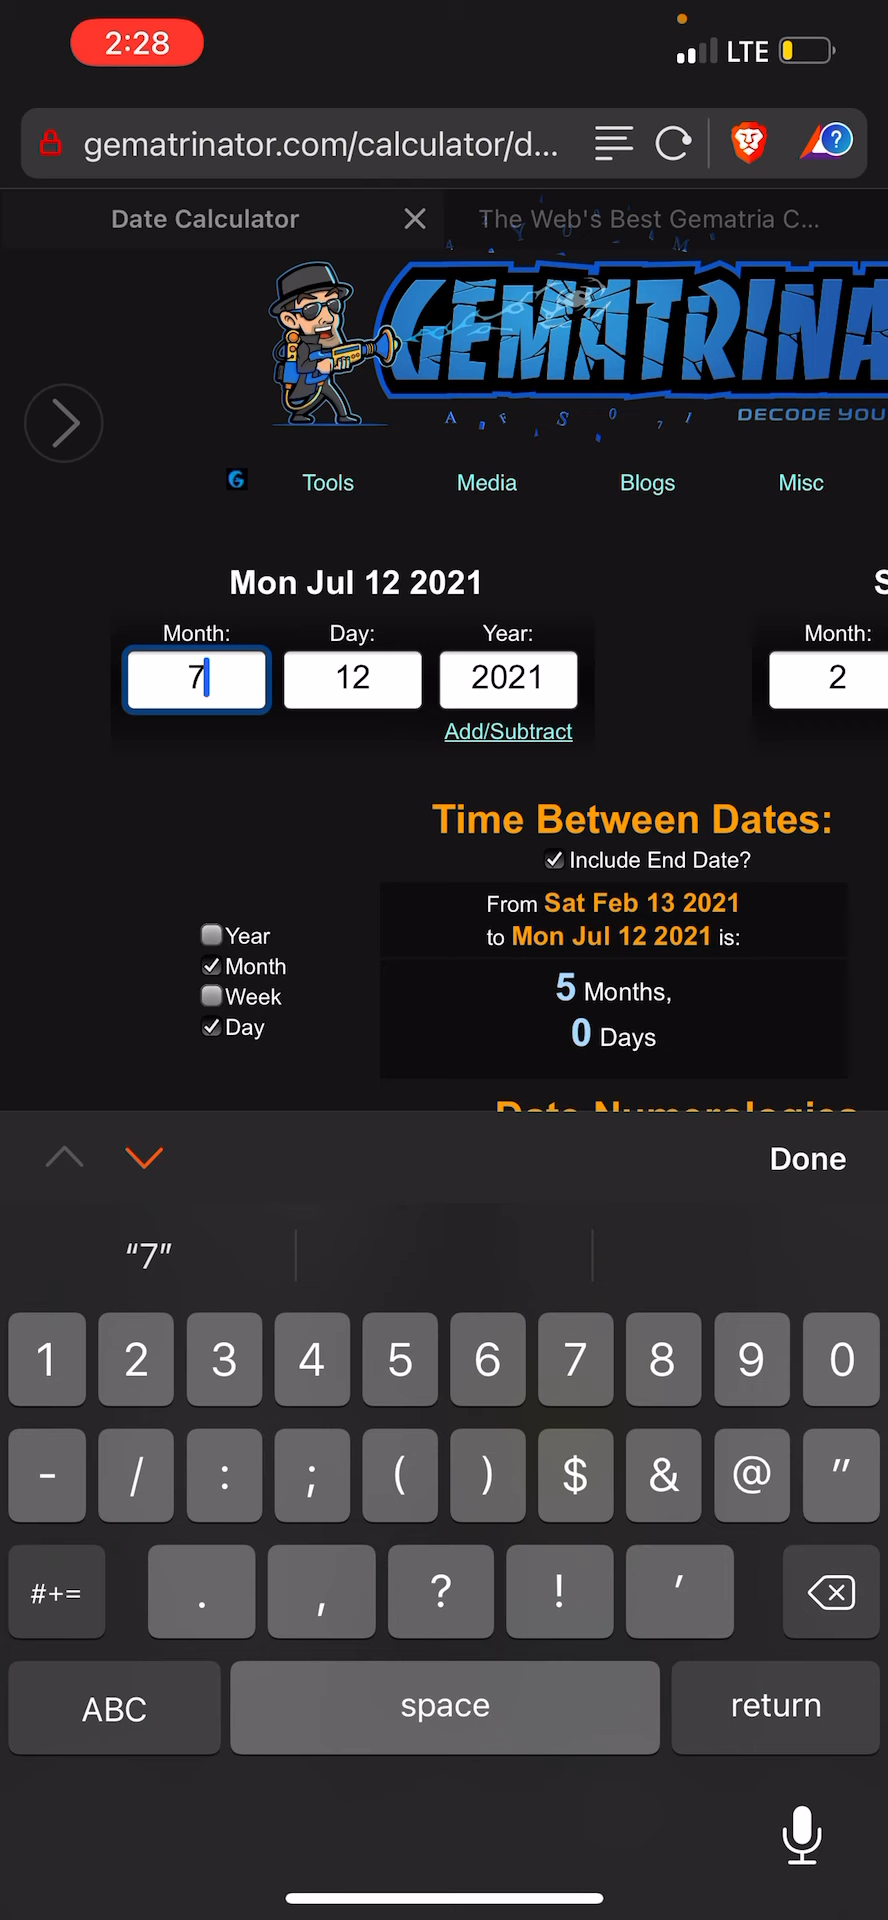 2:28
LTE
gematrinator.com/calculator/d...
Date Calculator
The Web's Best Gematria C...
GEMATRINA
DECODE YOU
Tools Media Blogs Misc
Mon Jul 12 2021
S
Month: Day: Year: Month:
7 12 2021 2
Add/Subtract
Time Between Dates:
Include End Date?
From Sat Feb 13 2021
to Mon Jul 12 2021 is:
Year
Month
Week
Day
5 Months,
0 Days
Date Numerologies
Done
“7”
1 2 3 4 5 6 7 8 9 0
- / : ; ( ) $ & @ "
#+= . , ? ! '
ABC space return